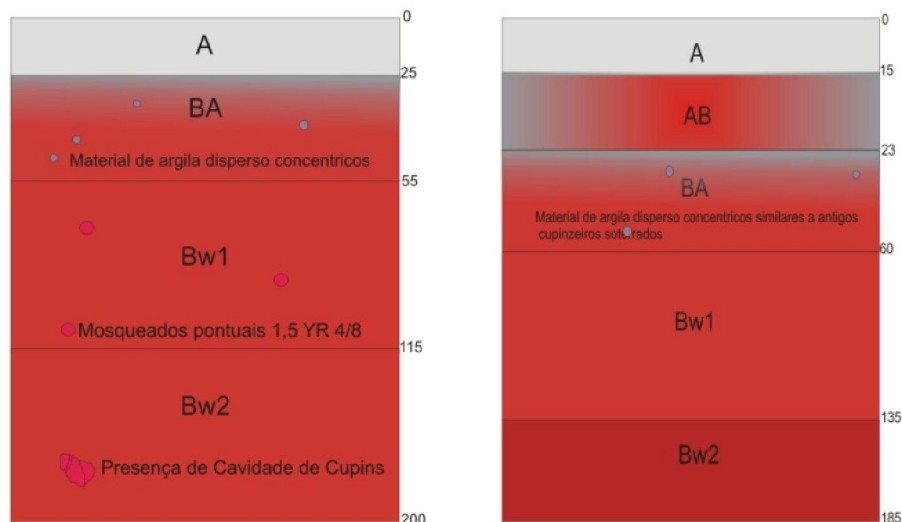 0
A
25
BA
Material de argila disperso concentricos
55
Bw1
Mosqueados pontuais 1,5 YR 4/8
115
Bw2
Presença de Cavidade de Cupins
200
0
A
15
AB
23
BA
Material de argila disperso concentricos similares a antigos
cupinzeiros soterrados
60
Bw1
135
Bw2
185